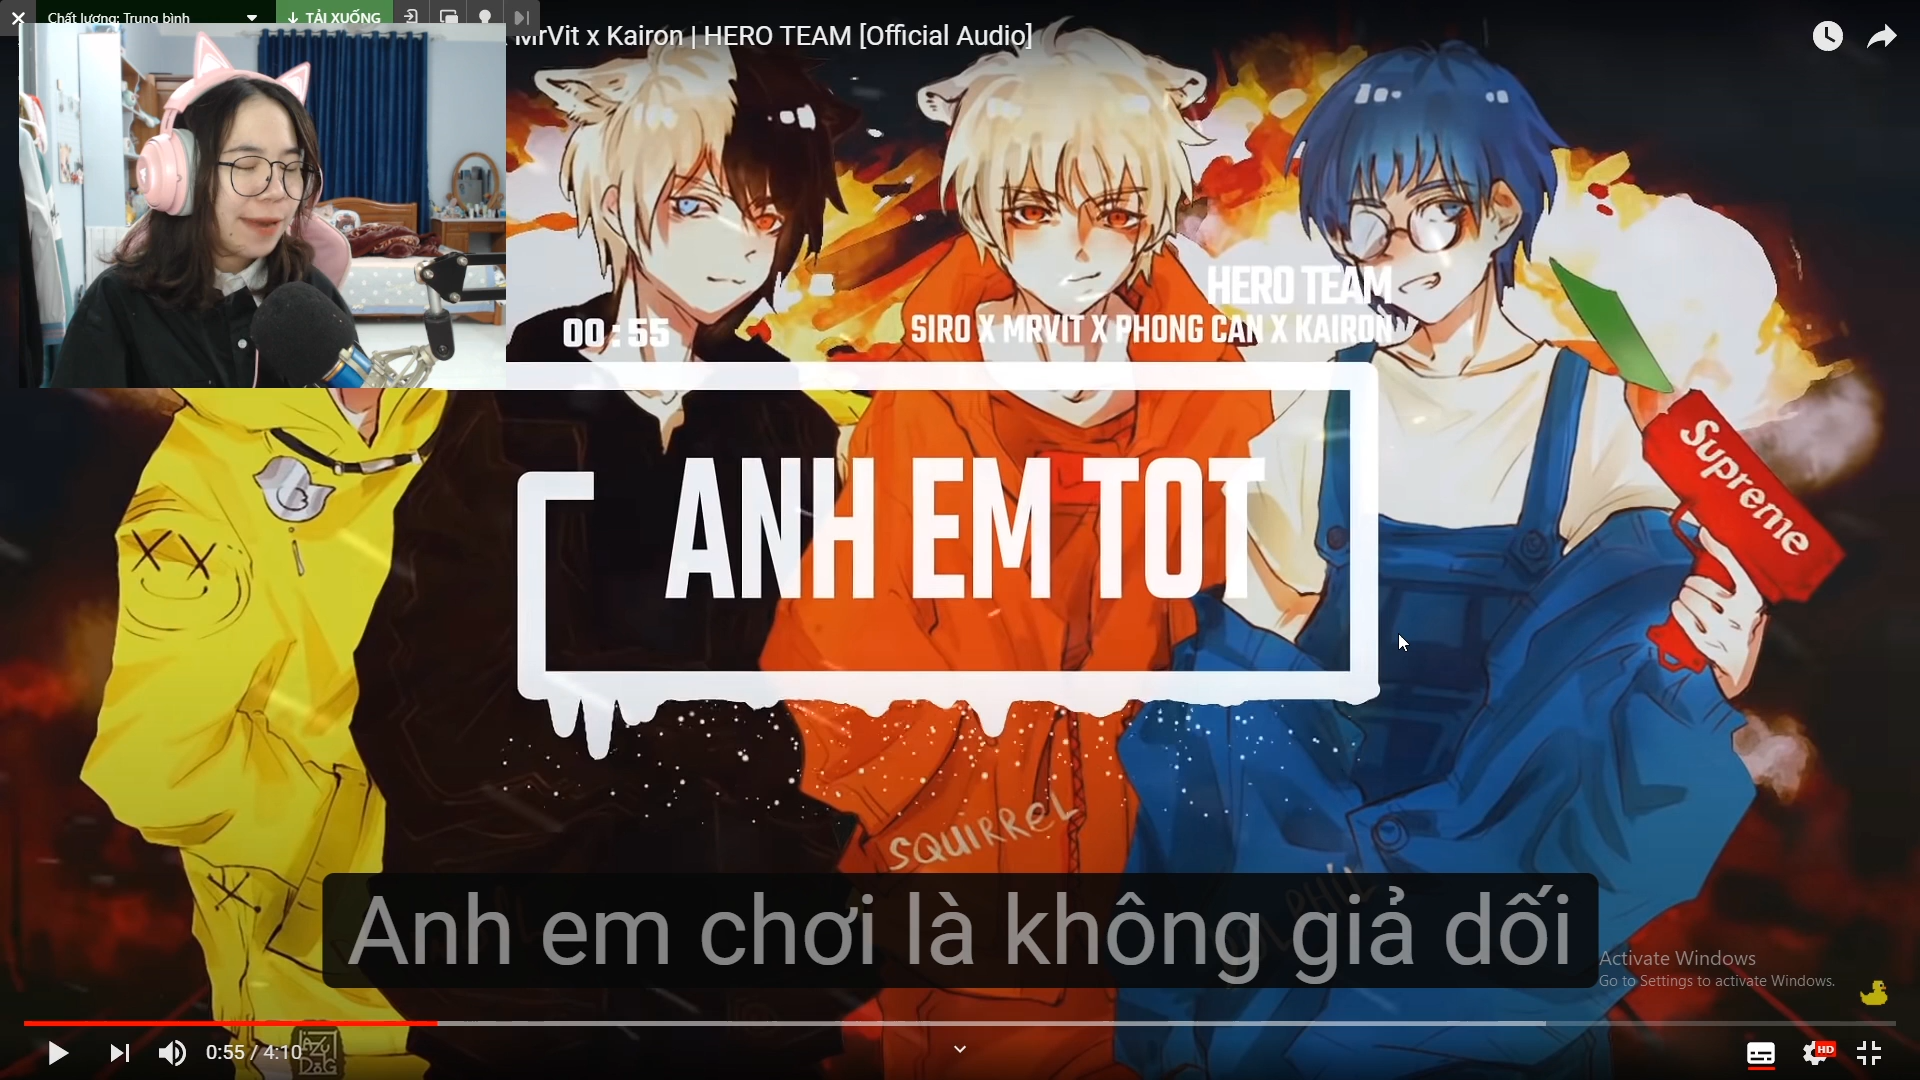 Chất lượng: Trung bình
TẢI XUỐNG
MrVit x Kairon | HERO TEAM [Official Audio]
HERO TEAM
00:55
SIRO X MRVIT X PHONG CAN X KAIRON
Supreme
ANH EM TOT
SQUIRREL
Anh em chơi là không giả dối
Activate Windows
Go to Settings to activate Windows.
0:55 / 4:10
LAZY
DOG
HD